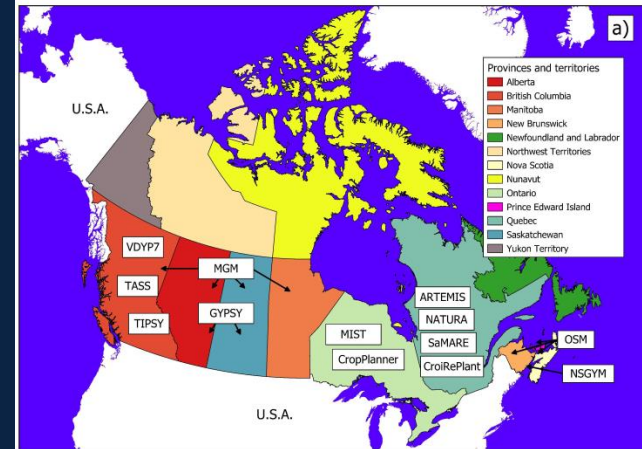 a)
U.S.A.
Provinces and territories
Alberta
British Columbia
Manitoba
New Brunswick
Newfoundland and Labrador
Northwest Territories
Nova Scotia
Nunavut
Ontario
Prince Edward Island
Quebec
Saskatchewan
Yukon Territory
VDYP7
MGM
TASS
GYPSY
TIPSY
ARTEMIS
NATURA
MIST
SaMARE
CropPlanner
CroiRePlant
OSM
NSGYM
U.S.A.